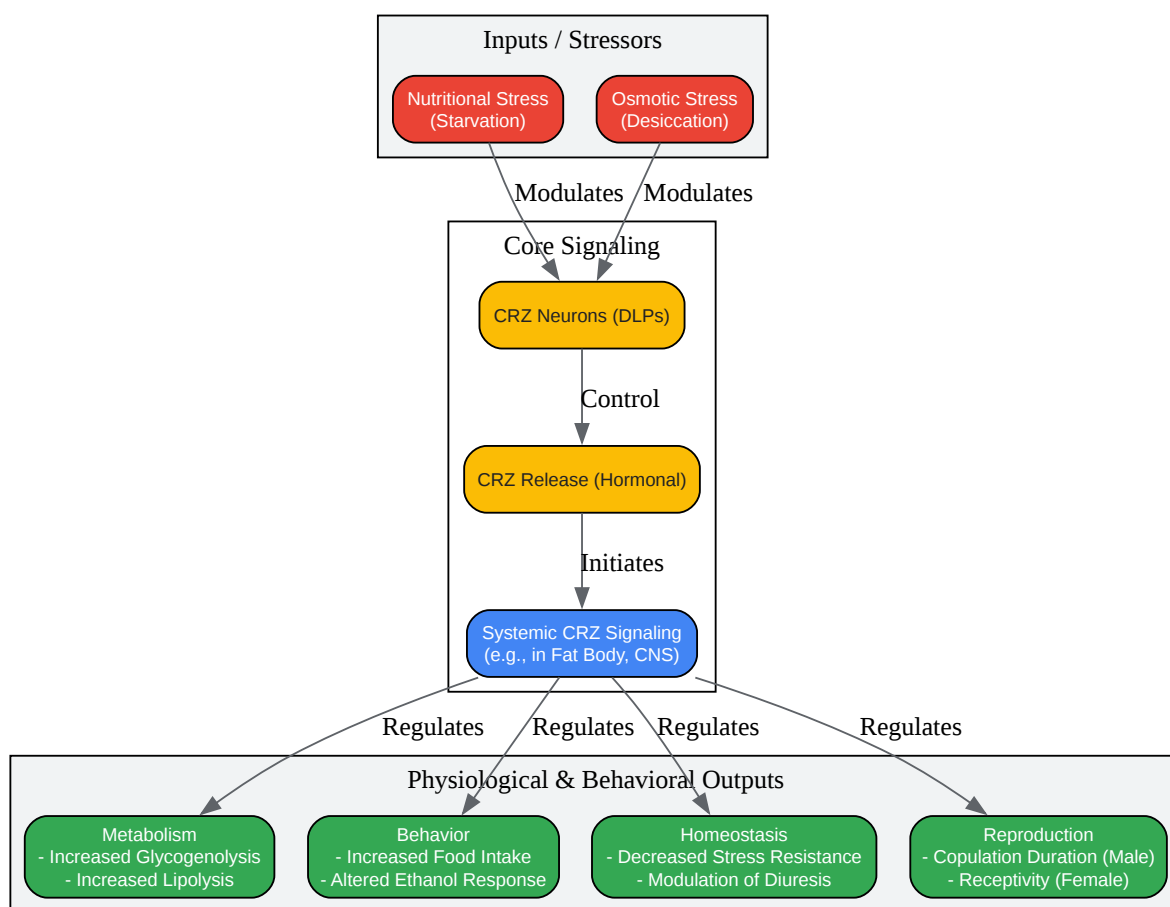 Inputs / Stressors
Nutritional Stress
(Starvation)
Osmotic Stress
(Desiccation)
Modulates
Modulates
Core Signaling
CRZ Neurons (DLPs)
Control
CRZ Release (Hormonal)
Initiates
Systemic CRZ Signaling
(e.g., in Fat Body, CNS)
Regulates
Regulates
Regulates
Regulates
Physiological & Behavioral Outputs
Metabolism
- Increased Glycogenolysis
- Increased Lipolysis
Behavior
- Increased Food Intake
- Altered Ethanol Response
Homeostasis
- Decreased Stress Resistance
- Modulation of Diuresis
Reproduction
- Copulation Duration (Male)
- Receptivity (Female)